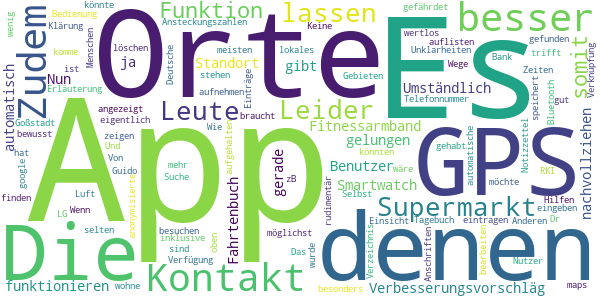 wenig
Bedienung
könnte
Klärung
komme
ist
Menschen
Zudem
automatisch
Nun
Erläuterung
Goßstadt
bewusst
hat
google
finden
LG
Wenn
Die
funktionieren
wohne
Funktion
Ansteckungszahlen
löschen
ja
meisten
Deutsche
stehen
aufnehmen
angezeigt
eigentlich
Und
zeigen
Von
Guido
Luft
selten
anonymisierte
App
Orte
Es
lassen
Keine
lokales
Standort
gibt
Einträge
Leute
Wie
braucht
aufgehalten
mehr
Suche
Kontakt
sind
Verfügung
inklusive
oben
Das
Fahrtenbuch
gerade
zB
möglichst
wurde
Leider
Fitnessarmband
gelungen
könnten
Benutzer
wäre
Smartwatch
Selbst
rudimentär
besuchen
Supermarkt
Verzeichnis
Tagebuch
Einsicht
Anschriften
denen
besonders
Verbesserungsvorschläg
GPS
gefährdet
besser
wertlos
auflisten
Unklarheiten
Wege
Gebieten
Umständlich
Telefonnummer
gehabt
automatische
Notizzettel
möchte
eintragen
Anderen
Nutzer
bearbeiten
gefunden
trifft
Zeiten
Bank
speichert
Bluetooth
gut
somit
Verknüpfung
nachvollziehen
RKI
Hilfen
eingeben
Dr
maps